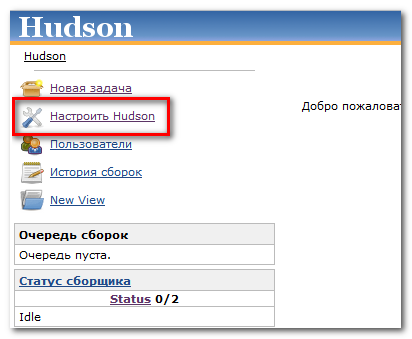 Hudson
Hudson
Новая задача
Настроить Hudson
Добро пожаловат
Пользователи
История сборок
New View
Очередь сборок
Очередь пуста.
Статус сборщика
Status 0/2
Idle